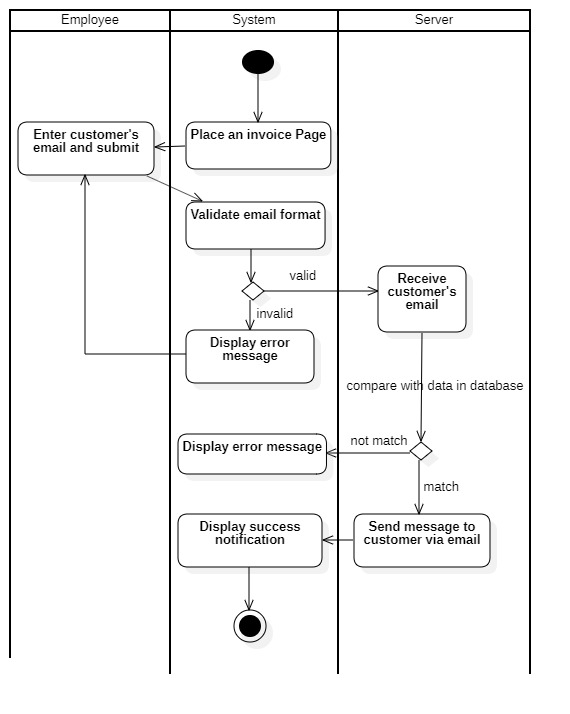 Employee
System
Server
Place an invoice Page
Enter customer's
email and submit
Validate email format
valid
Receive
customer's
email
invalid
Display error
message
compare with data in database
not match
Display error message
match
Send message to
customer via email
Display success
notification